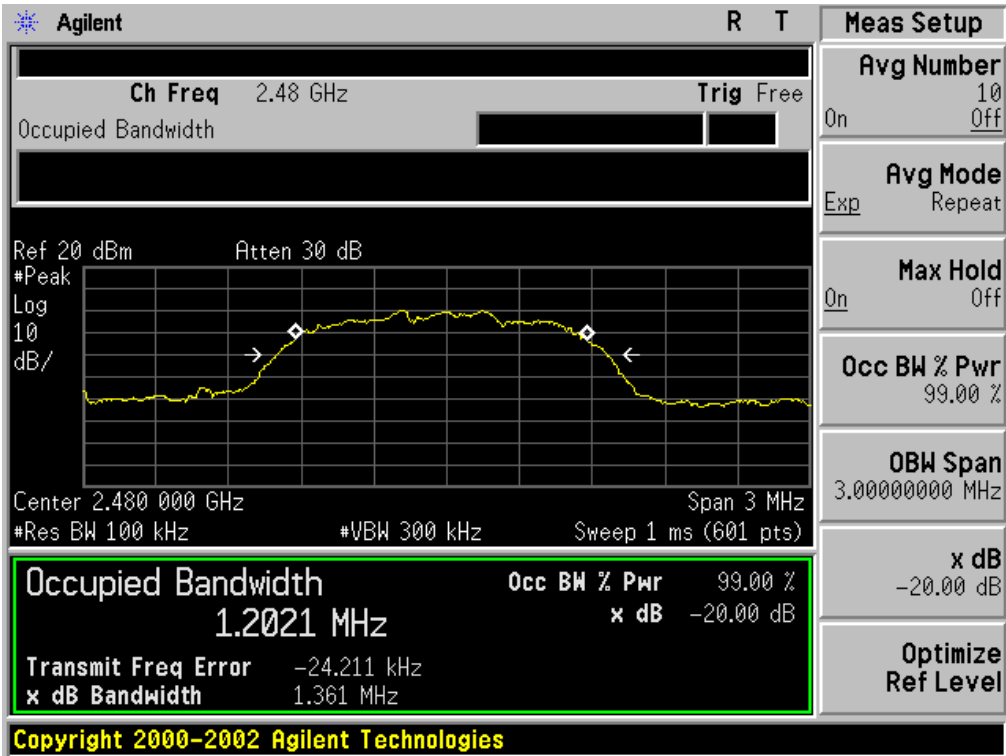 Agilent R T
Ch Freq 2.48 GHz Trig Free
Occupied Bandwidth
Ref 20 dBm Atten 30 dB
#Peak
Log
10
dB/
Center 2.480 000 GHz Span 3 MHz
#Res BW 100 kHz #VBW 300 kHz Sweep 1 ms (601 pts)
Occupied Bandwidth Occ BW % Pwr 99.00 %
1.2021 MHz x dB -20.00 dB
Transmit Freq Error -24.211 kHz
x dB Bandwidth 1.361 MHz
Copyright 2000-2002 Agilent Technologies
Meas Setup
Avg Number
10
On Off
Avg Mode
Exp Repeat
Max Hold
On Off
Occ BW % Pwr
99.00 %
OBW Span
3.00000000 MHz
x dB
-20.00 dB
Optimize
Ref Level